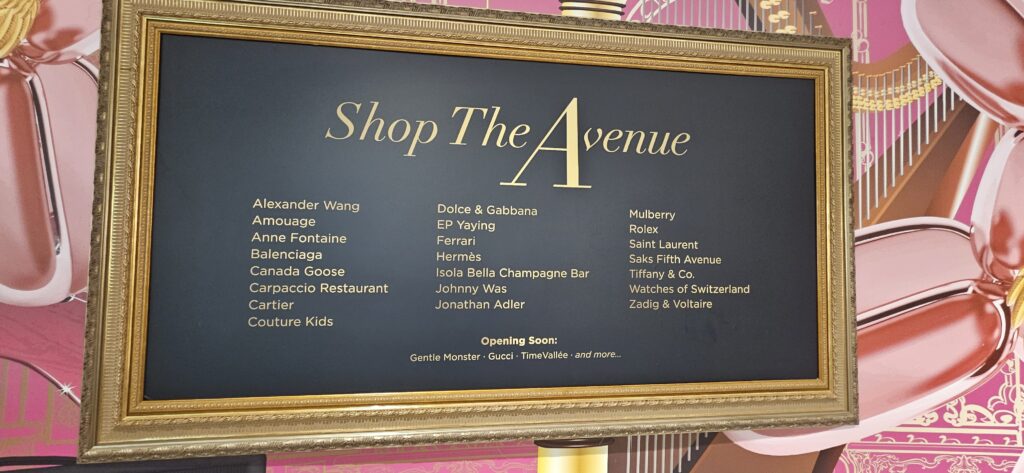 Shop The Avenue
Alexander Wang
Amouage
Anne Fontaine
Balenciaga
Canada Goose
Carpaccio Restaurant
Cartier
Couture Kids
Dolce & Gabbana
EP Yaying
Ferrari
Hermès
Isola Bella Champagne Bar
Johnny Was
Jonathan Adler
Mulberry
Rolex
Saint Laurent
Saks Fifth Avenue
Tiffany & Co.
Watches of Switzerland
Zadig & Voltaire
Opening Soon:
Gentle Monster · Gucci · TimeVallée · and more...